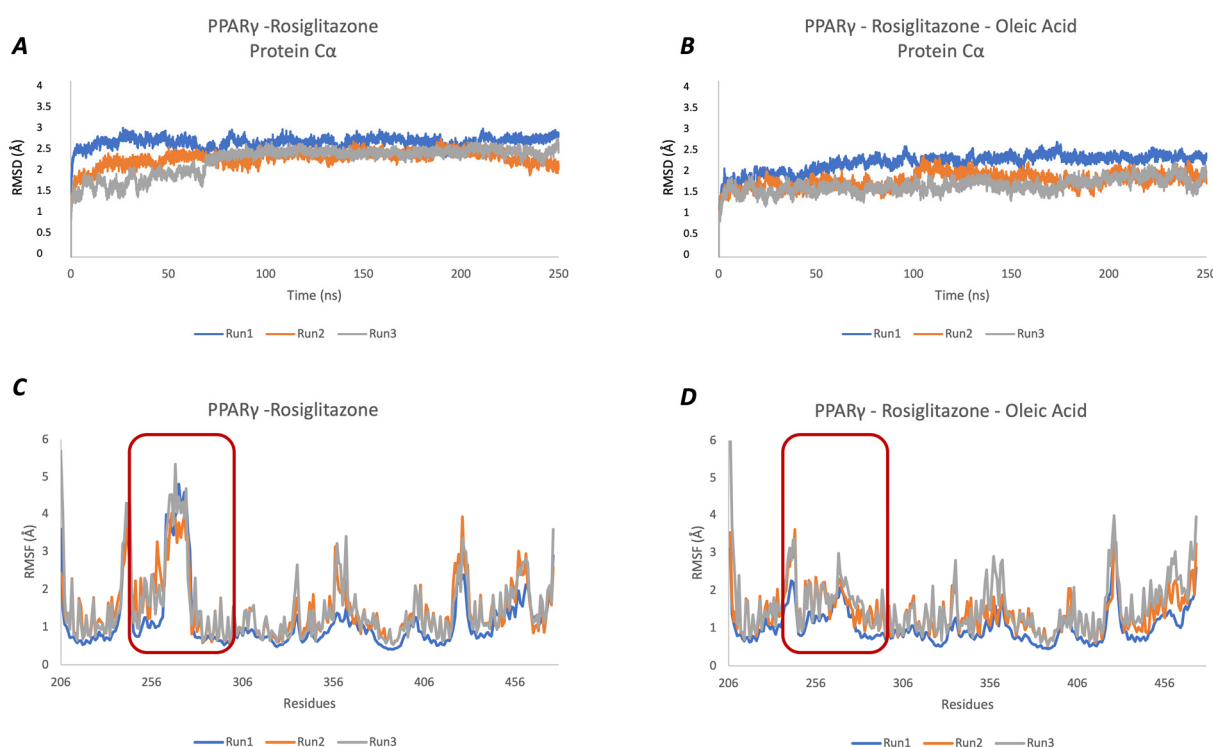 A
PPARγ -Rosiglitazone
Protein Cα
RMSD (Å)
4
3.5
3
2.5
2
1.5
1
0.5
0
0 50 100 150 200 250
Time (ns)
Run1 Run2 Run3
B
PPARγ - Rosiglitazone - Oleic Acid
Protein Cα
RMSD (Å)
4
3.5
3
2.5
2
1.5
1
0.5
0
0 50 100 150 200 250
Time (ns)
Run1 Run2 Run3
C
PPARγ -Rosiglitazone
RMSF (Å)
6
5
4
3
2
1
0
206 256 306 356 406 456
Residues
Run1 Run2 Run3
D
PPARγ - Rosiglitazone - Oleic Acid
RMSF (Å)
6
5
4
3
2
1
0
206 256 306 356 406 456
Residues
Run1 Run2 Run3